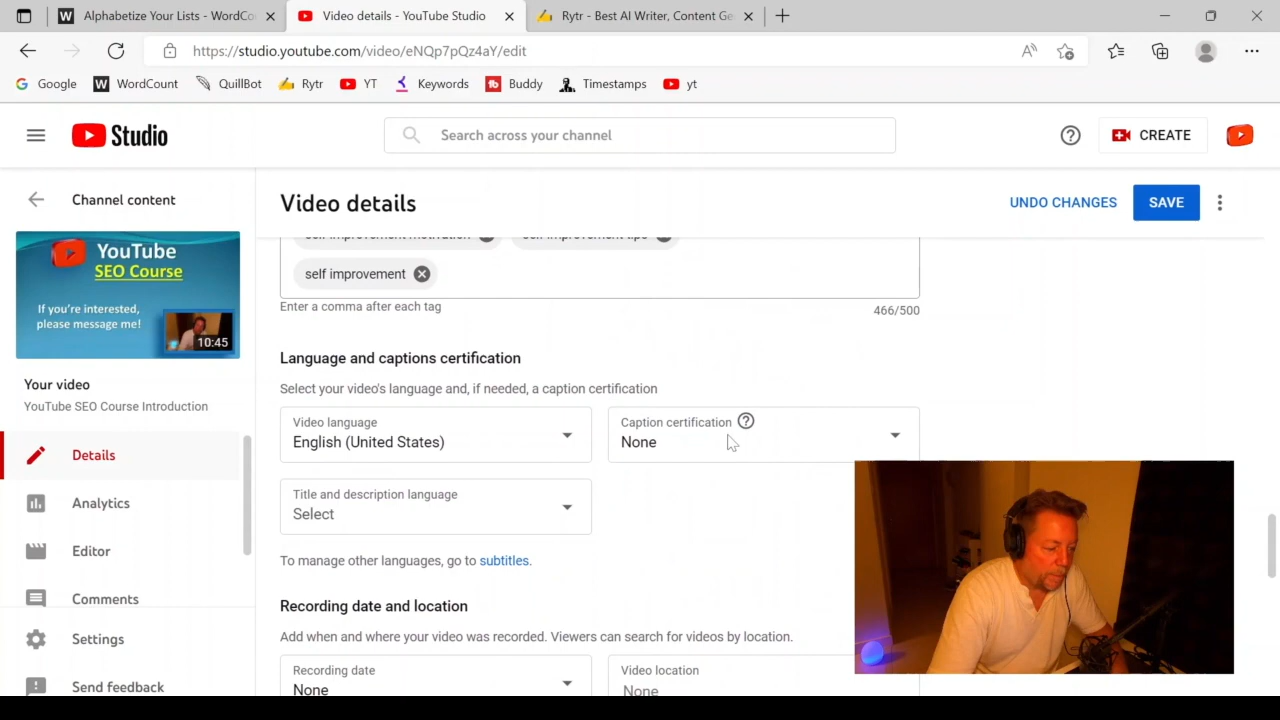 Alphabetize Your Lists - WordCo
Video details - YouTube Studio
Rytr - Best AI Writer, Content Ge
https://studio.youtube.com/video/eNQp7pQz4aY/edit
Google
WordCount
QuillBot
Rytr
YT
Keywords
Buddy
Timestamps
yt
Studio
Search across your channel
CREATE
Channel content
Video details
UNDO CHANGES
SAVE
YouTube
SEO Course
If you're interested,
please message me!
10:45
self improvement motivation
self improvement tips
self improvement
Enter a comma after each tag
466/500
Your video
YouTube SEO Course Introduction
Details
Analytics
Editor
Comments
Settings
Send feedback
Language and captions certification
Select your video's language and, if needed, a caption certification
Video language
English (United States)
Caption certification
None
Title and description language
Select
To manage other languages, go to subtitles.
Recording date and location
Add when and where your video was recorded. Viewers can search for videos by location.
Recording date
None
Video location
None